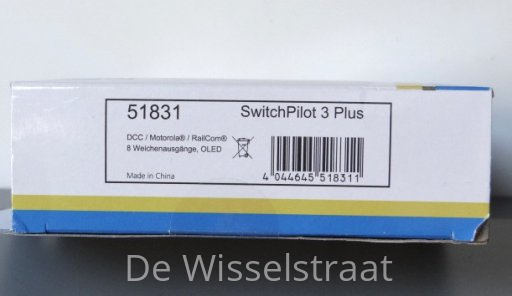 51831 SwitchPilot 3 Plus
DCC / Motorola® / RailCom®
8 Weichenausgänge, OLED
Made in China
4 044645 518311
De Wisselstraat